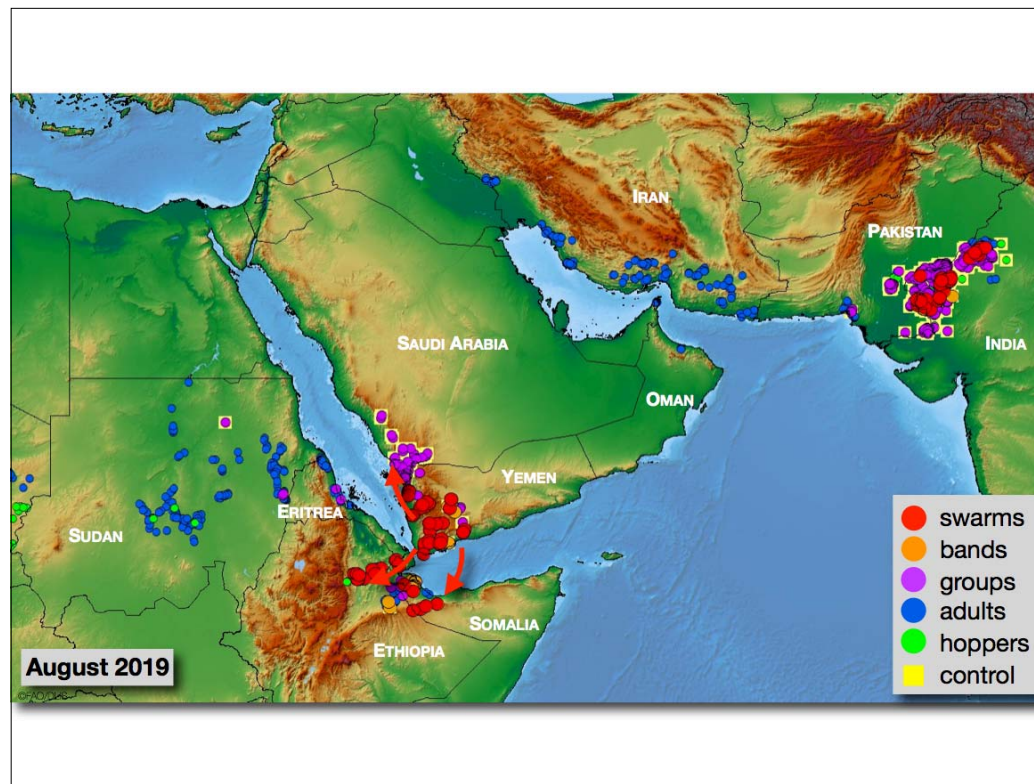 IRAN
PAKISTAN
SAUDI ARABIA
INDIA
OMAN
YEMEN
ERITREA
SUDAN
SOMALIA
ETHIOPIA
swarms
bands
groups
adults
hoppers
control
August 2019